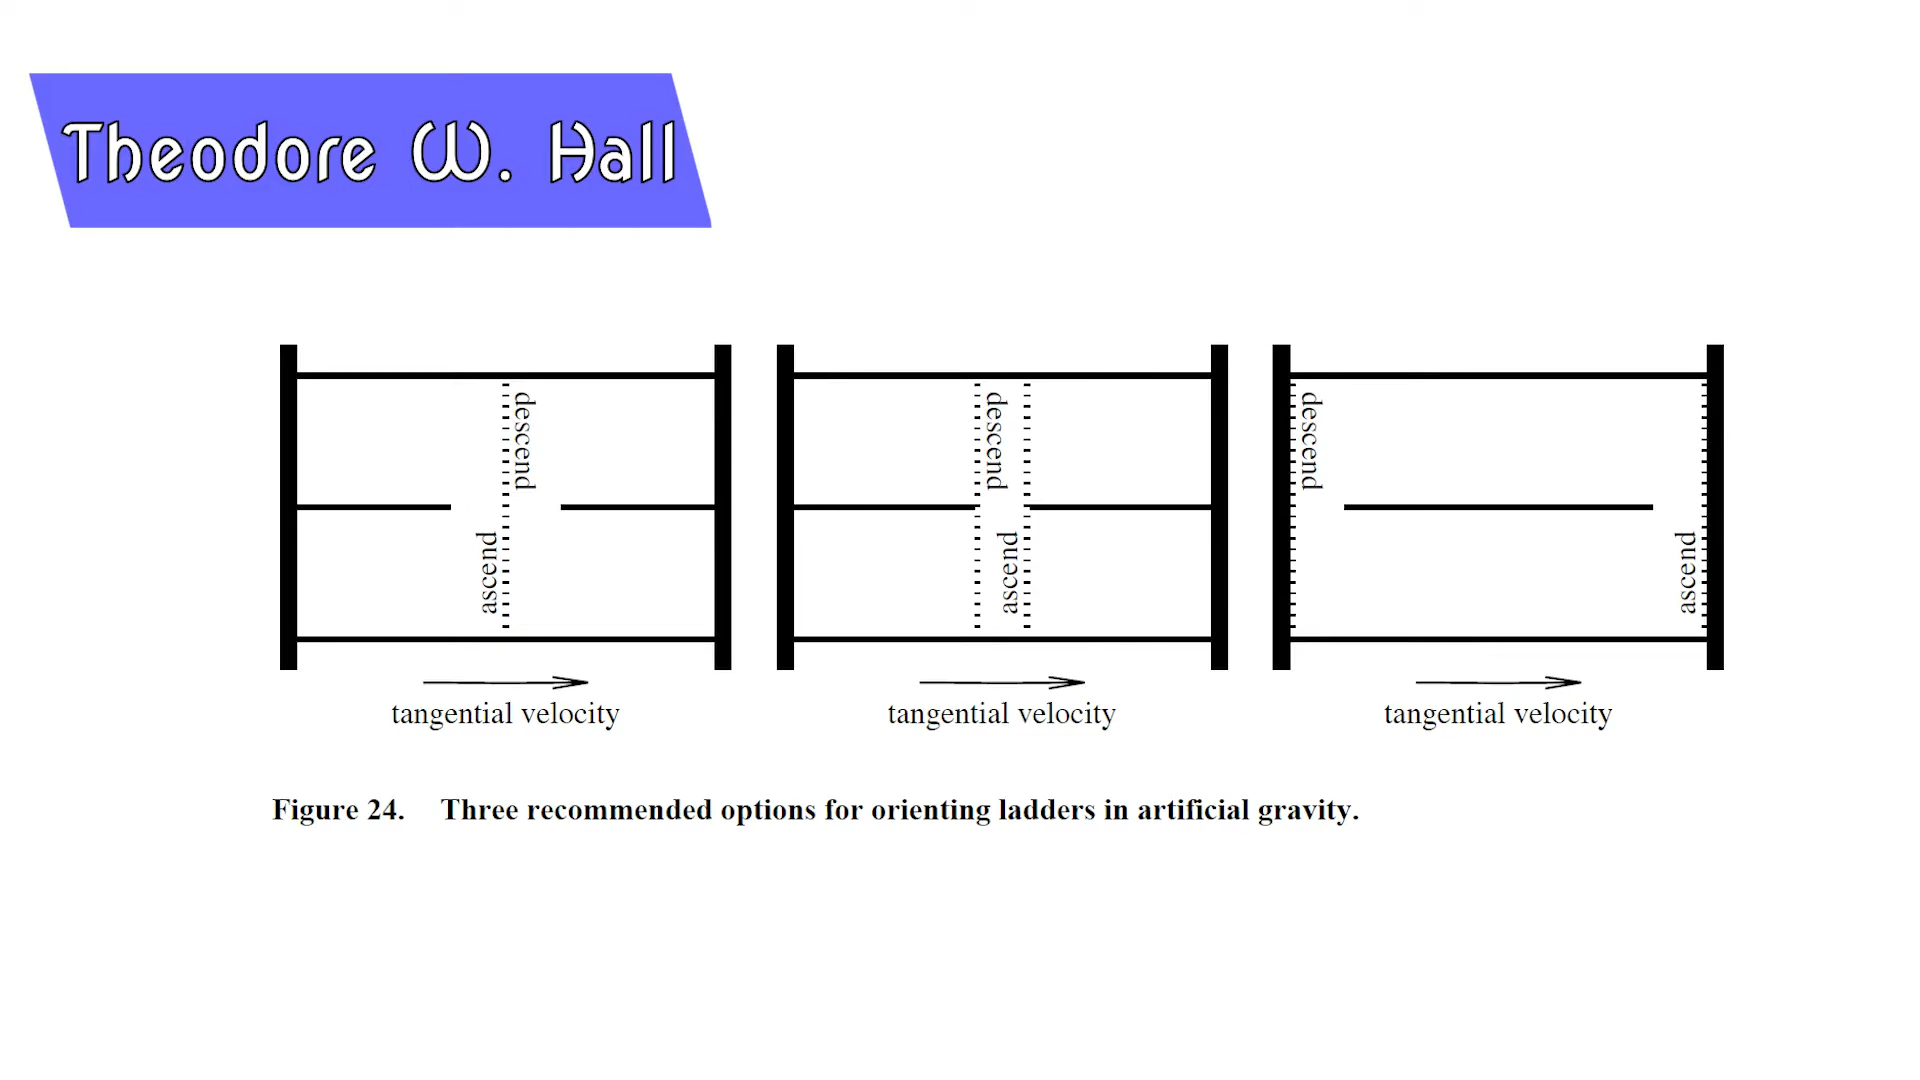 Theodore W. Hall
descend
ascend
tangential velocity
descend
ascend
tangential velocity
descend
ascend
tangential velocity
Figure 24. Three recommended options for orienting ladders in artificial gravity.